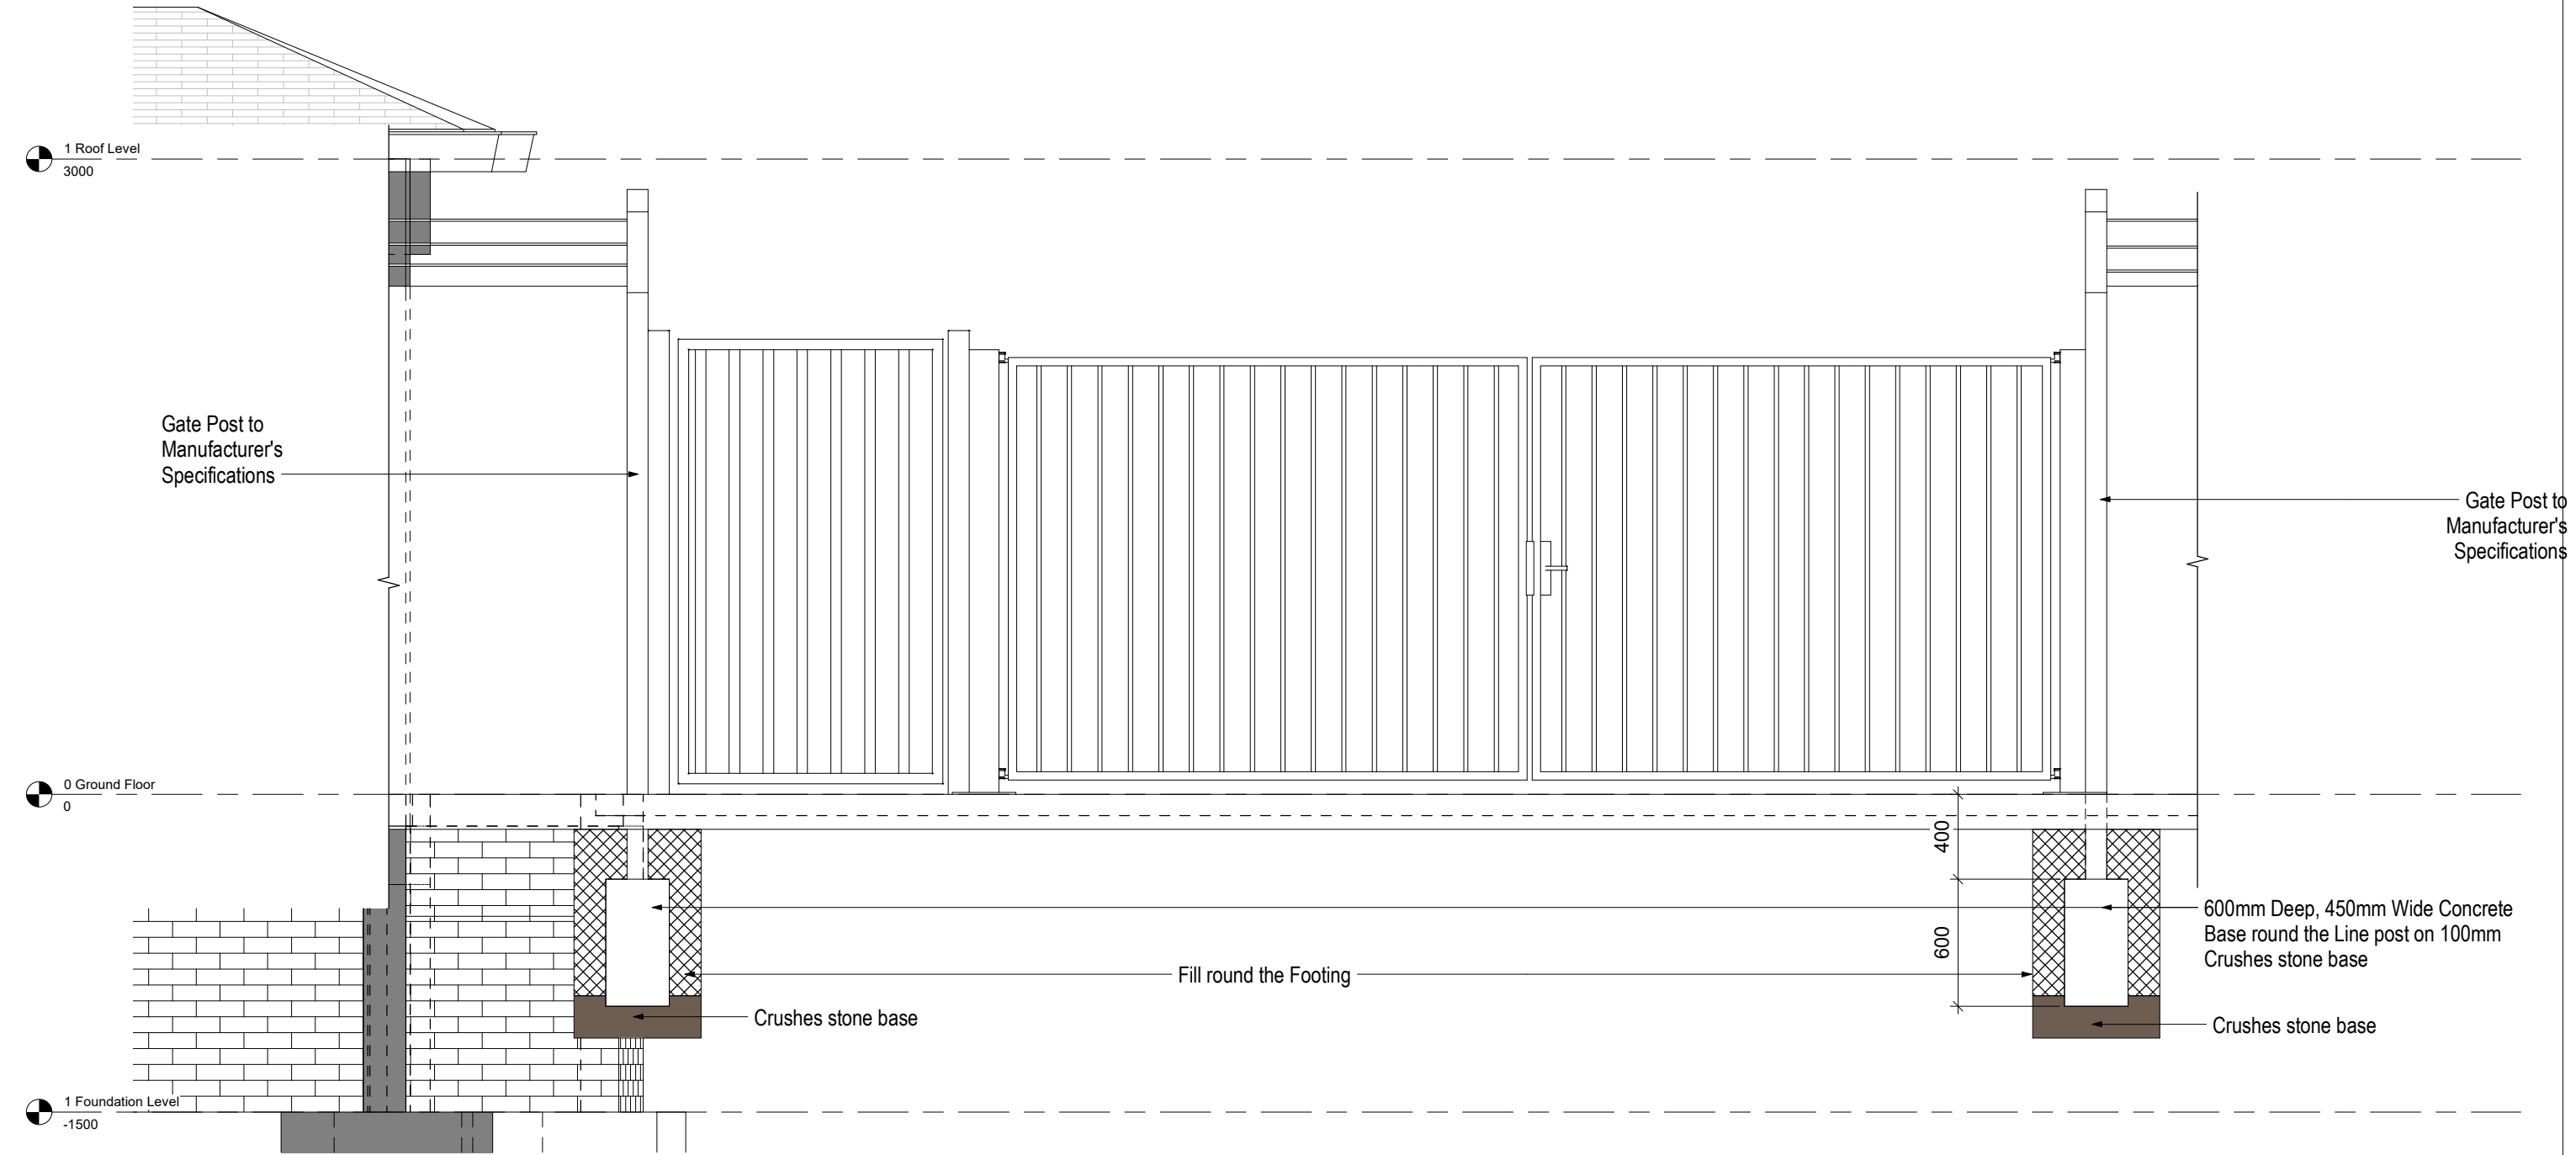 1 Roof Level
3000
Gate Post to
Manufacturer's
Specifications
Gate Post to
Manufacturer's
Specifications
0 Ground Floor
0
400
600
600mm Deep, 450mm Wide Concrete
Base round the Line post on 100mm
Crushes stone base
Fill round the Footing
Crushes stone base
Crushes stone base
1 Foundation Level
-1500